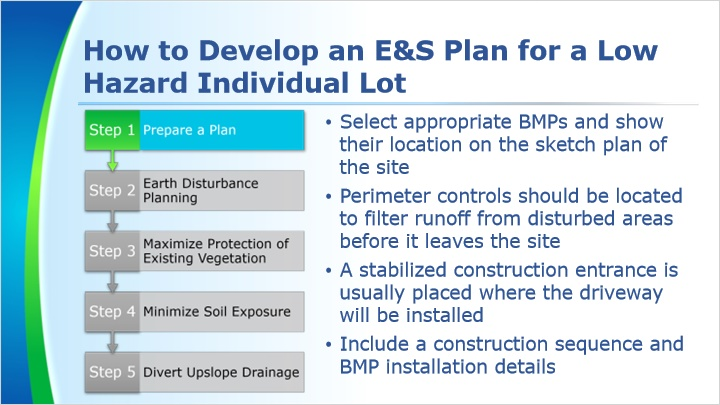 How to Develop an E&S Plan for a Low
Hazard Individual Lot
Step 1 Prepare a Plan
Step 2 Earth Disturbance
Planning
Step 3 Maximize Protection of
Existing Vegetation
Step 4 Minimize Soil Exposure
Step 5 Divert Upslope Drainage
• Select appropriate BMPs and show
their location on the sketch plan of
the site
• Perimeter controls should be located
to filter runoff from disturbed areas
before it leaves the site
• A stabilized construction entrance is
usually placed where the driveway
will be installed
• Include a construction sequence and
BMP installation details